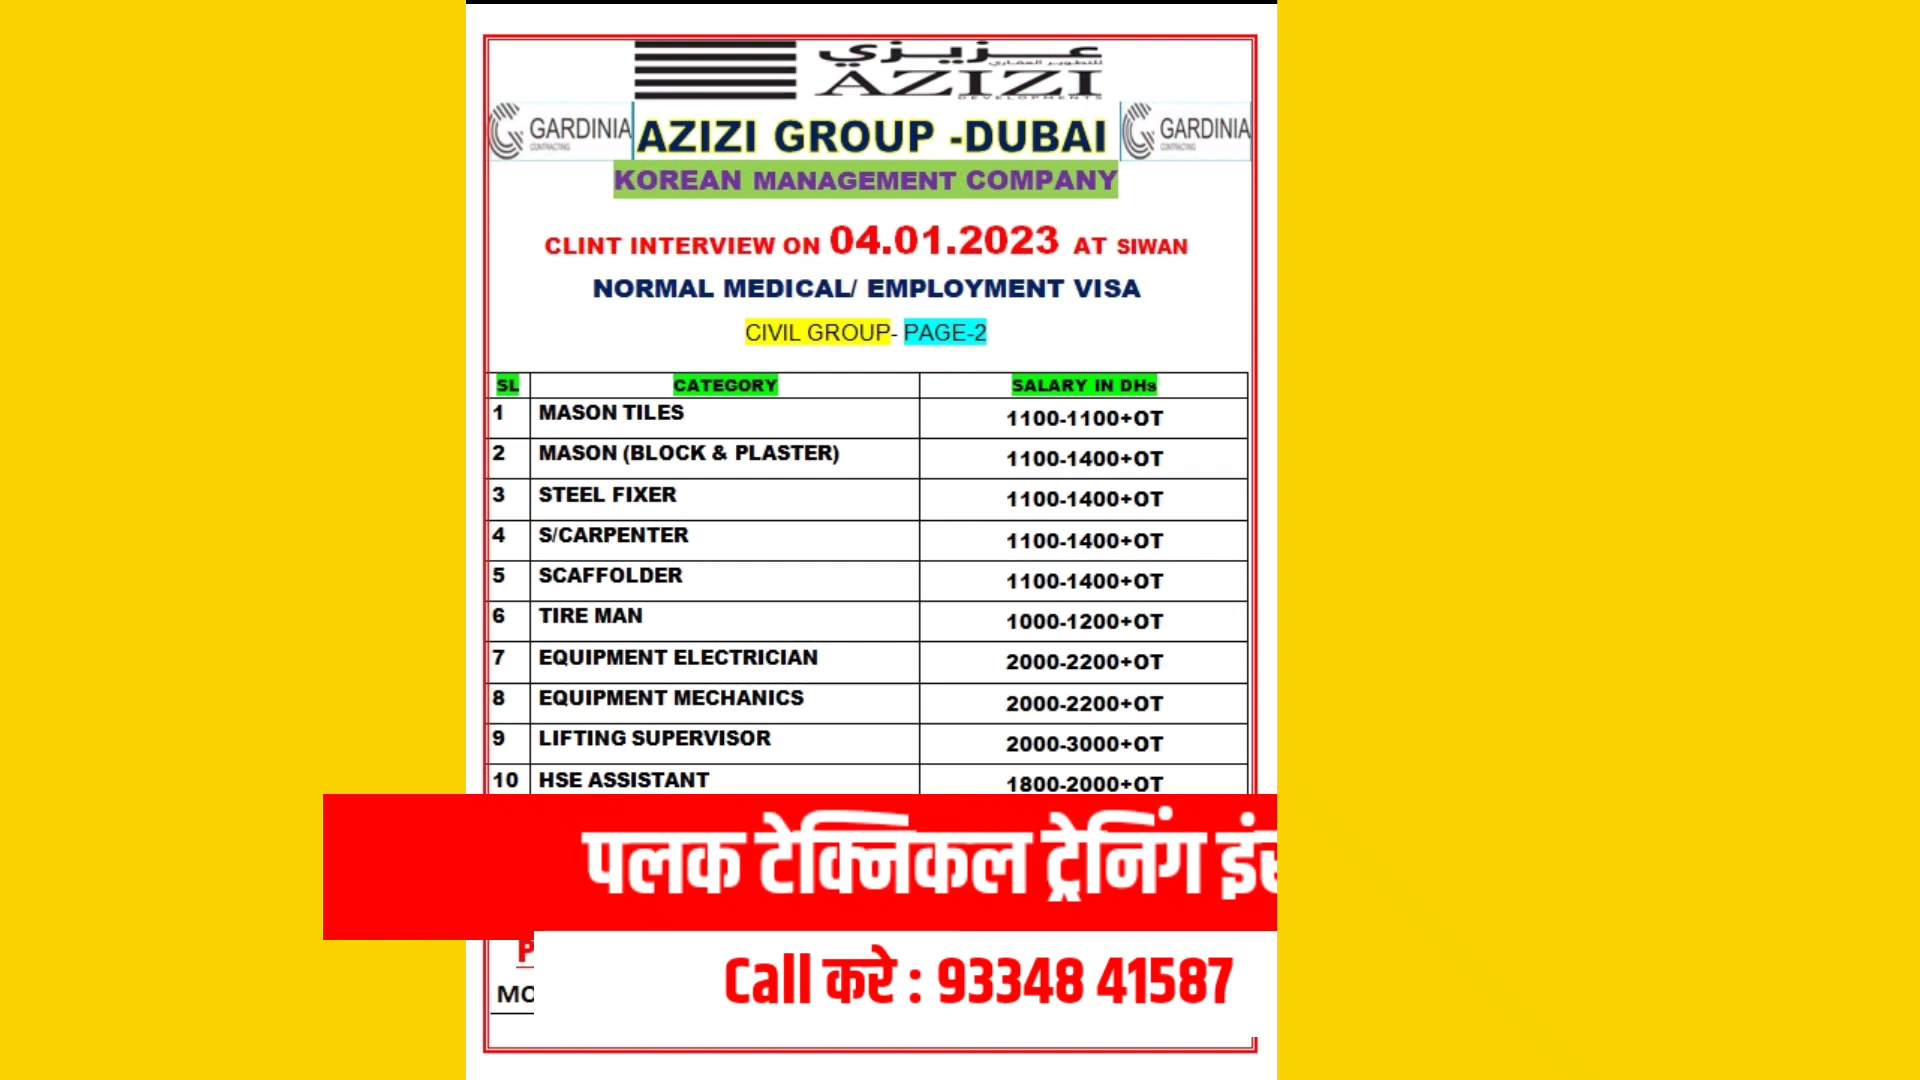 عـزيـزي
للتطوير العقاري
AZIZI
DEVELOPMENTS
GARDINIA
CONTRACTING
AZIZI GROUP -DUBAI
GARDINIA
CONTRACTING
KOREAN MANAGEMENT COMPANY
CLINT INTERVIEW ON 04.01.2023 AT SIWAN
NORMAL MEDICAL/ EMPLOYMENT VISA
CIVIL GROUP- PAGE-2
SL CATEGORY SALARY IN DHs
1 MASON TILES 1100-1100+OT
2 MASON (BLOCK & PLASTER) 1100-1400+OT
3 STEEL FIXER 1100-1400+OT
4 S/CARPENTER 1100-1400+OT
5 SCAFFOLDER 1100-1400+OT
6 TIRE MAN 1000-1200+OT
7 EQUIPMENT ELECTRICIAN 2000-2200+OT
8 EQUIPMENT MECHANICS 2000-2200+OT
9 LIFTING SUPERVISOR 2000-3000+OT
10 HSE ASSISTANT 1800-2000+OT
पलक टेक्निकल ट्रेनिंग
Call करे : 93348 41587